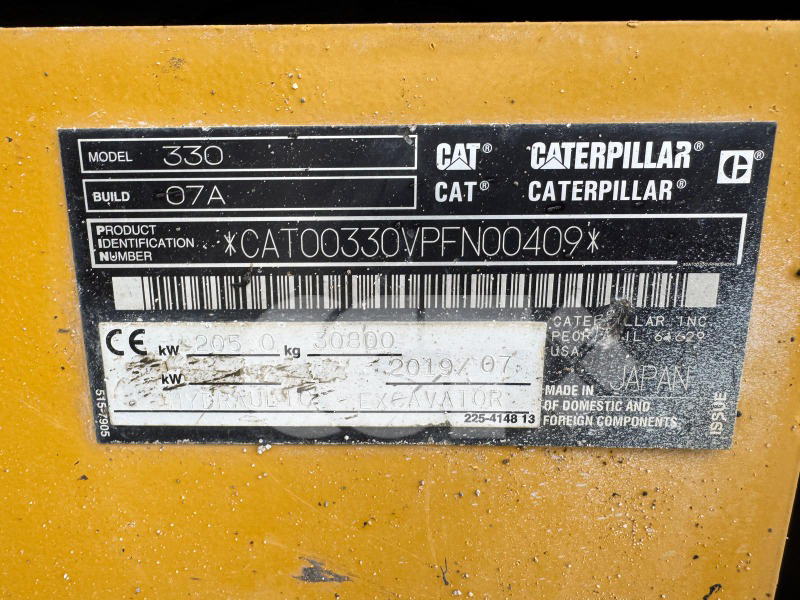 MODEL 330
CAT® CATERPILLAR®
BUILD 07A
CAT® CATERPILLAR®
PRODUCT
IDENTIFICATION
NUMBER
*CAT00330VPFN00409*
CE kW 205.0 kg 30800
kW 2019/07
HYDRAULIC EXCAVATOR
225-4148 13
515-7905
CATERPILLAR INC
PEORIA IL 61629
USA
MADE IN JAPAN
OF DOMESTIC AND
FOREIGN COMPONENTS
ISSUE